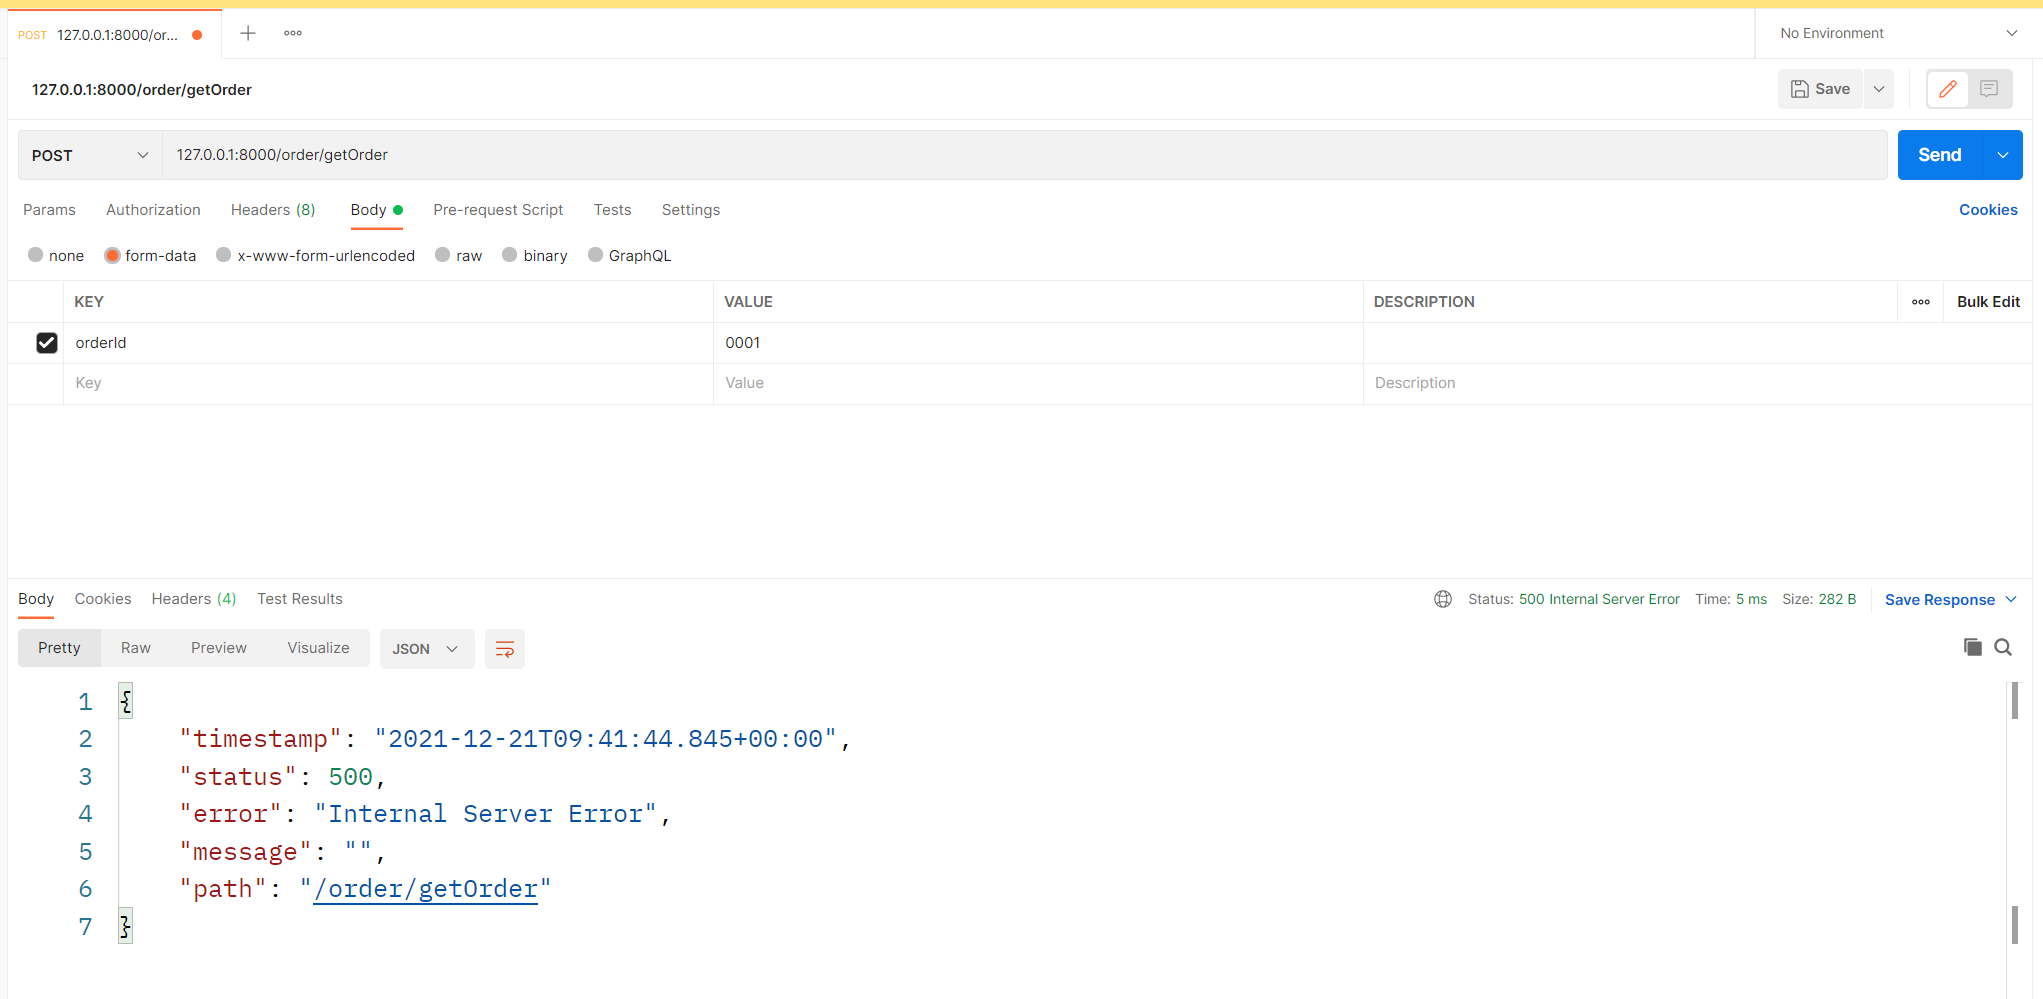 POST 127.0.0.1:8000/or...
No Environment
127.0.0.1:8000/order/getOrder
Save
POST 127.0.0.1:8000/order/getOrder Send
Params Authorization Headers (8) Body Pre-request Script Tests Settings Cookies
none form-data x-www-form-urlencoded raw binary GraphQL
KEY VALUE DESCRIPTION Bulk Edit
orderId 0001
Key Value Description
Body Cookies Headers (4) Test Results Status: 500 Internal Server Error Time: 5 ms Size: 282 B Save Response
Pretty Raw Preview Visualize JSON
1 {
2 "timestamp": "2021-12-21T09:41:44.845+00:00",
3 "status": 500,
4 "error": "Internal Server Error",
5 "message": "",
6 "path": "/order/getOrder"
7 }